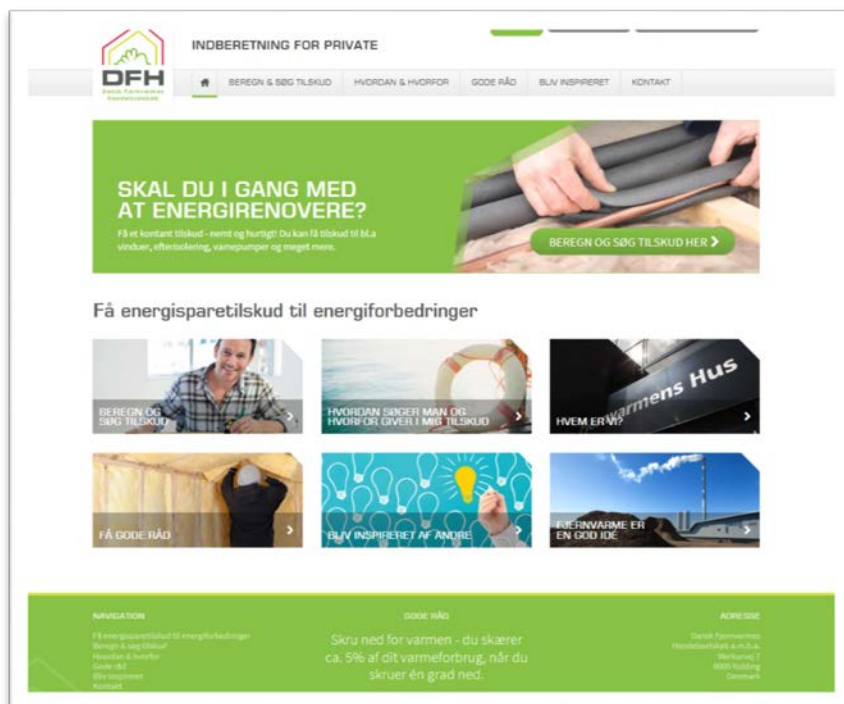 INDBERETNING FOR PRIVATE
DFH
Dansk Fjernvarmes
Handelsselskab
BEREGN & SØG TILSKUD
HVORDAN & HVORFOR
GODE RÅD
BLIV INSPIRERET
KONTAKT
SKAL DU I GANG MED
AT ENERGIRENOVERE?
Få et kontant tilskud - nemt og hurtigt! Du kan få tilskud til bl.a
vinduer, efterisolering, varmepumper og meget mere.
BEREGN OG SØG TILSKUD HER
Få energisparetilskud til energiforbedringer
BEREGN OG
SØG TILSKUD
HVORDAN SØGER MAN OG
HVORFOR GIVER I MIG TILSKUD
varmens Hus
HVEM ER VI?
FÅ GODE RÅD
BLIV INSPIRERET AF ANDRE
FJERNVARME ER
EN GOD IDÉ
NAVIGATION
Få energisparetilskud til energiforbedringer
Beregn & søg tilskud
Hvordan & hvorfor
Gode råd
Bliv inspireret
Kontakt
GODE RÅD
Skru ned for varmen - du skærer
ca. 5% af dit varmeforbrug, når du
skruer én grad ned.
ADRESSE
Dansk Fjernvarmes
Handelsselskab a.m.b.a.
Merkurvej 7
6000 Kolding
Denmark